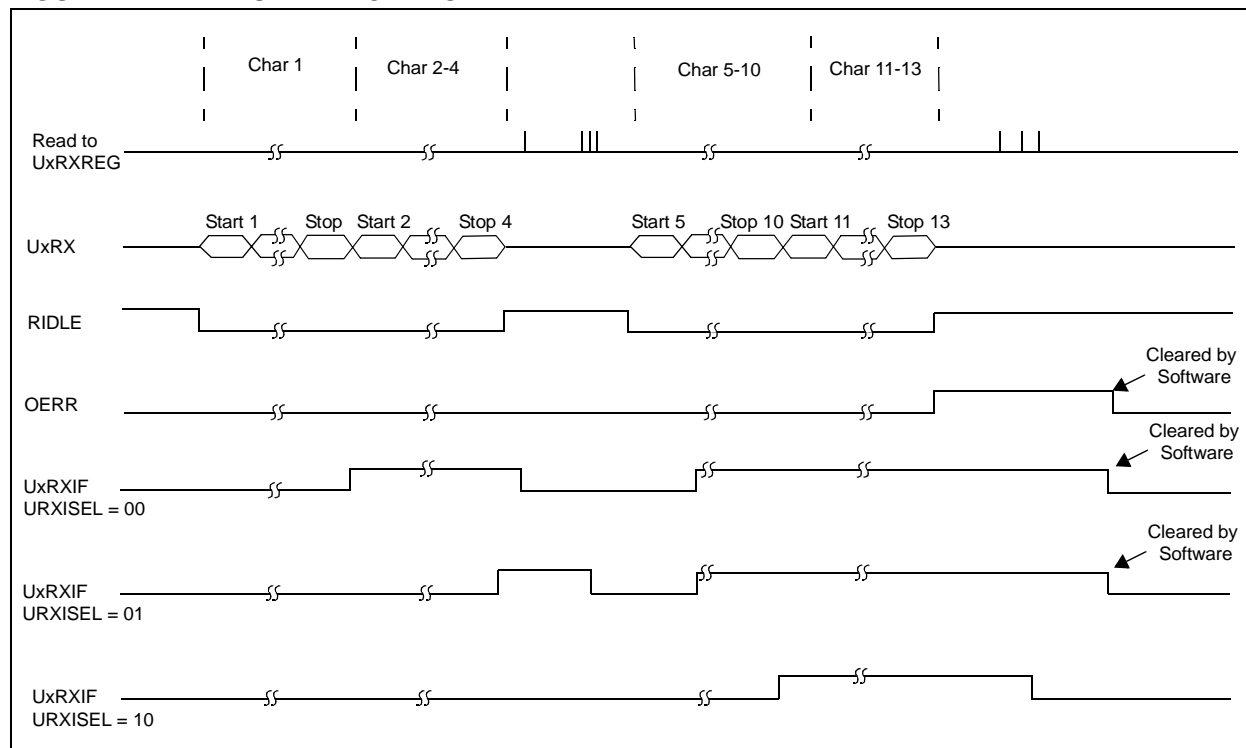 Char 1
Char 2-4
Char 5-10
Char 11-13
Read to
UxRXREG
Start 1
Stop
Start 2
Stop 4
Start 5
Stop 10
Start 11
Stop 13
UxRX
RIDLE
Cleared by
Software
OERR
Cleared by
Software
UxRXIF
URXISEL = 00
Cleared by
Software
UxRXIF
URXISEL = 01
UxRXIF
URXISEL = 10